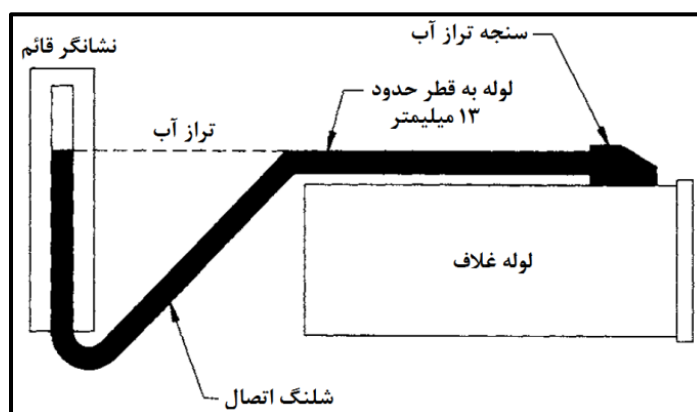 سنجه تراز آب
نشانگر قائم
لوله به قطر حدود
۱۳ میلیمتر
تراز آب
لوله غلاف
شلنگ اتصال